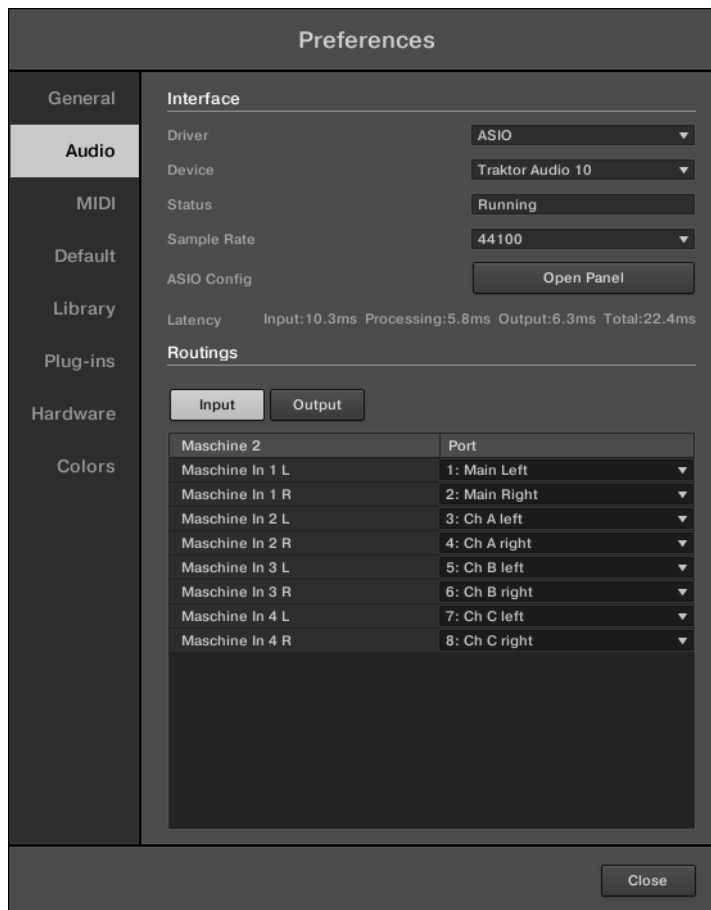 Preferences
General
Audio
MIDI
Default
Library
Plug-ins
Hardware
Colors
Interface
Driver ASIO
Device Traktor Audio 10
Status Running
Sample Rate 44100
ASIO Config Open Panel
Latency Input:10.3ms Processing:5.8ms Output:6.3ms Total:22.4ms
Routings
Input Output
Maschine 2 Port
Maschine In 1 L 1: Main Left
Maschine In 1 R 2: Main Right
Maschine In 2 L 3: Ch A left
Maschine In 2 R 4: Ch A right
Maschine In 3 L 5: Ch B left
Maschine In 3 R 6: Ch B right
Maschine In 4 L 7: Ch C left
Maschine In 4 R 8: Ch C right
Close